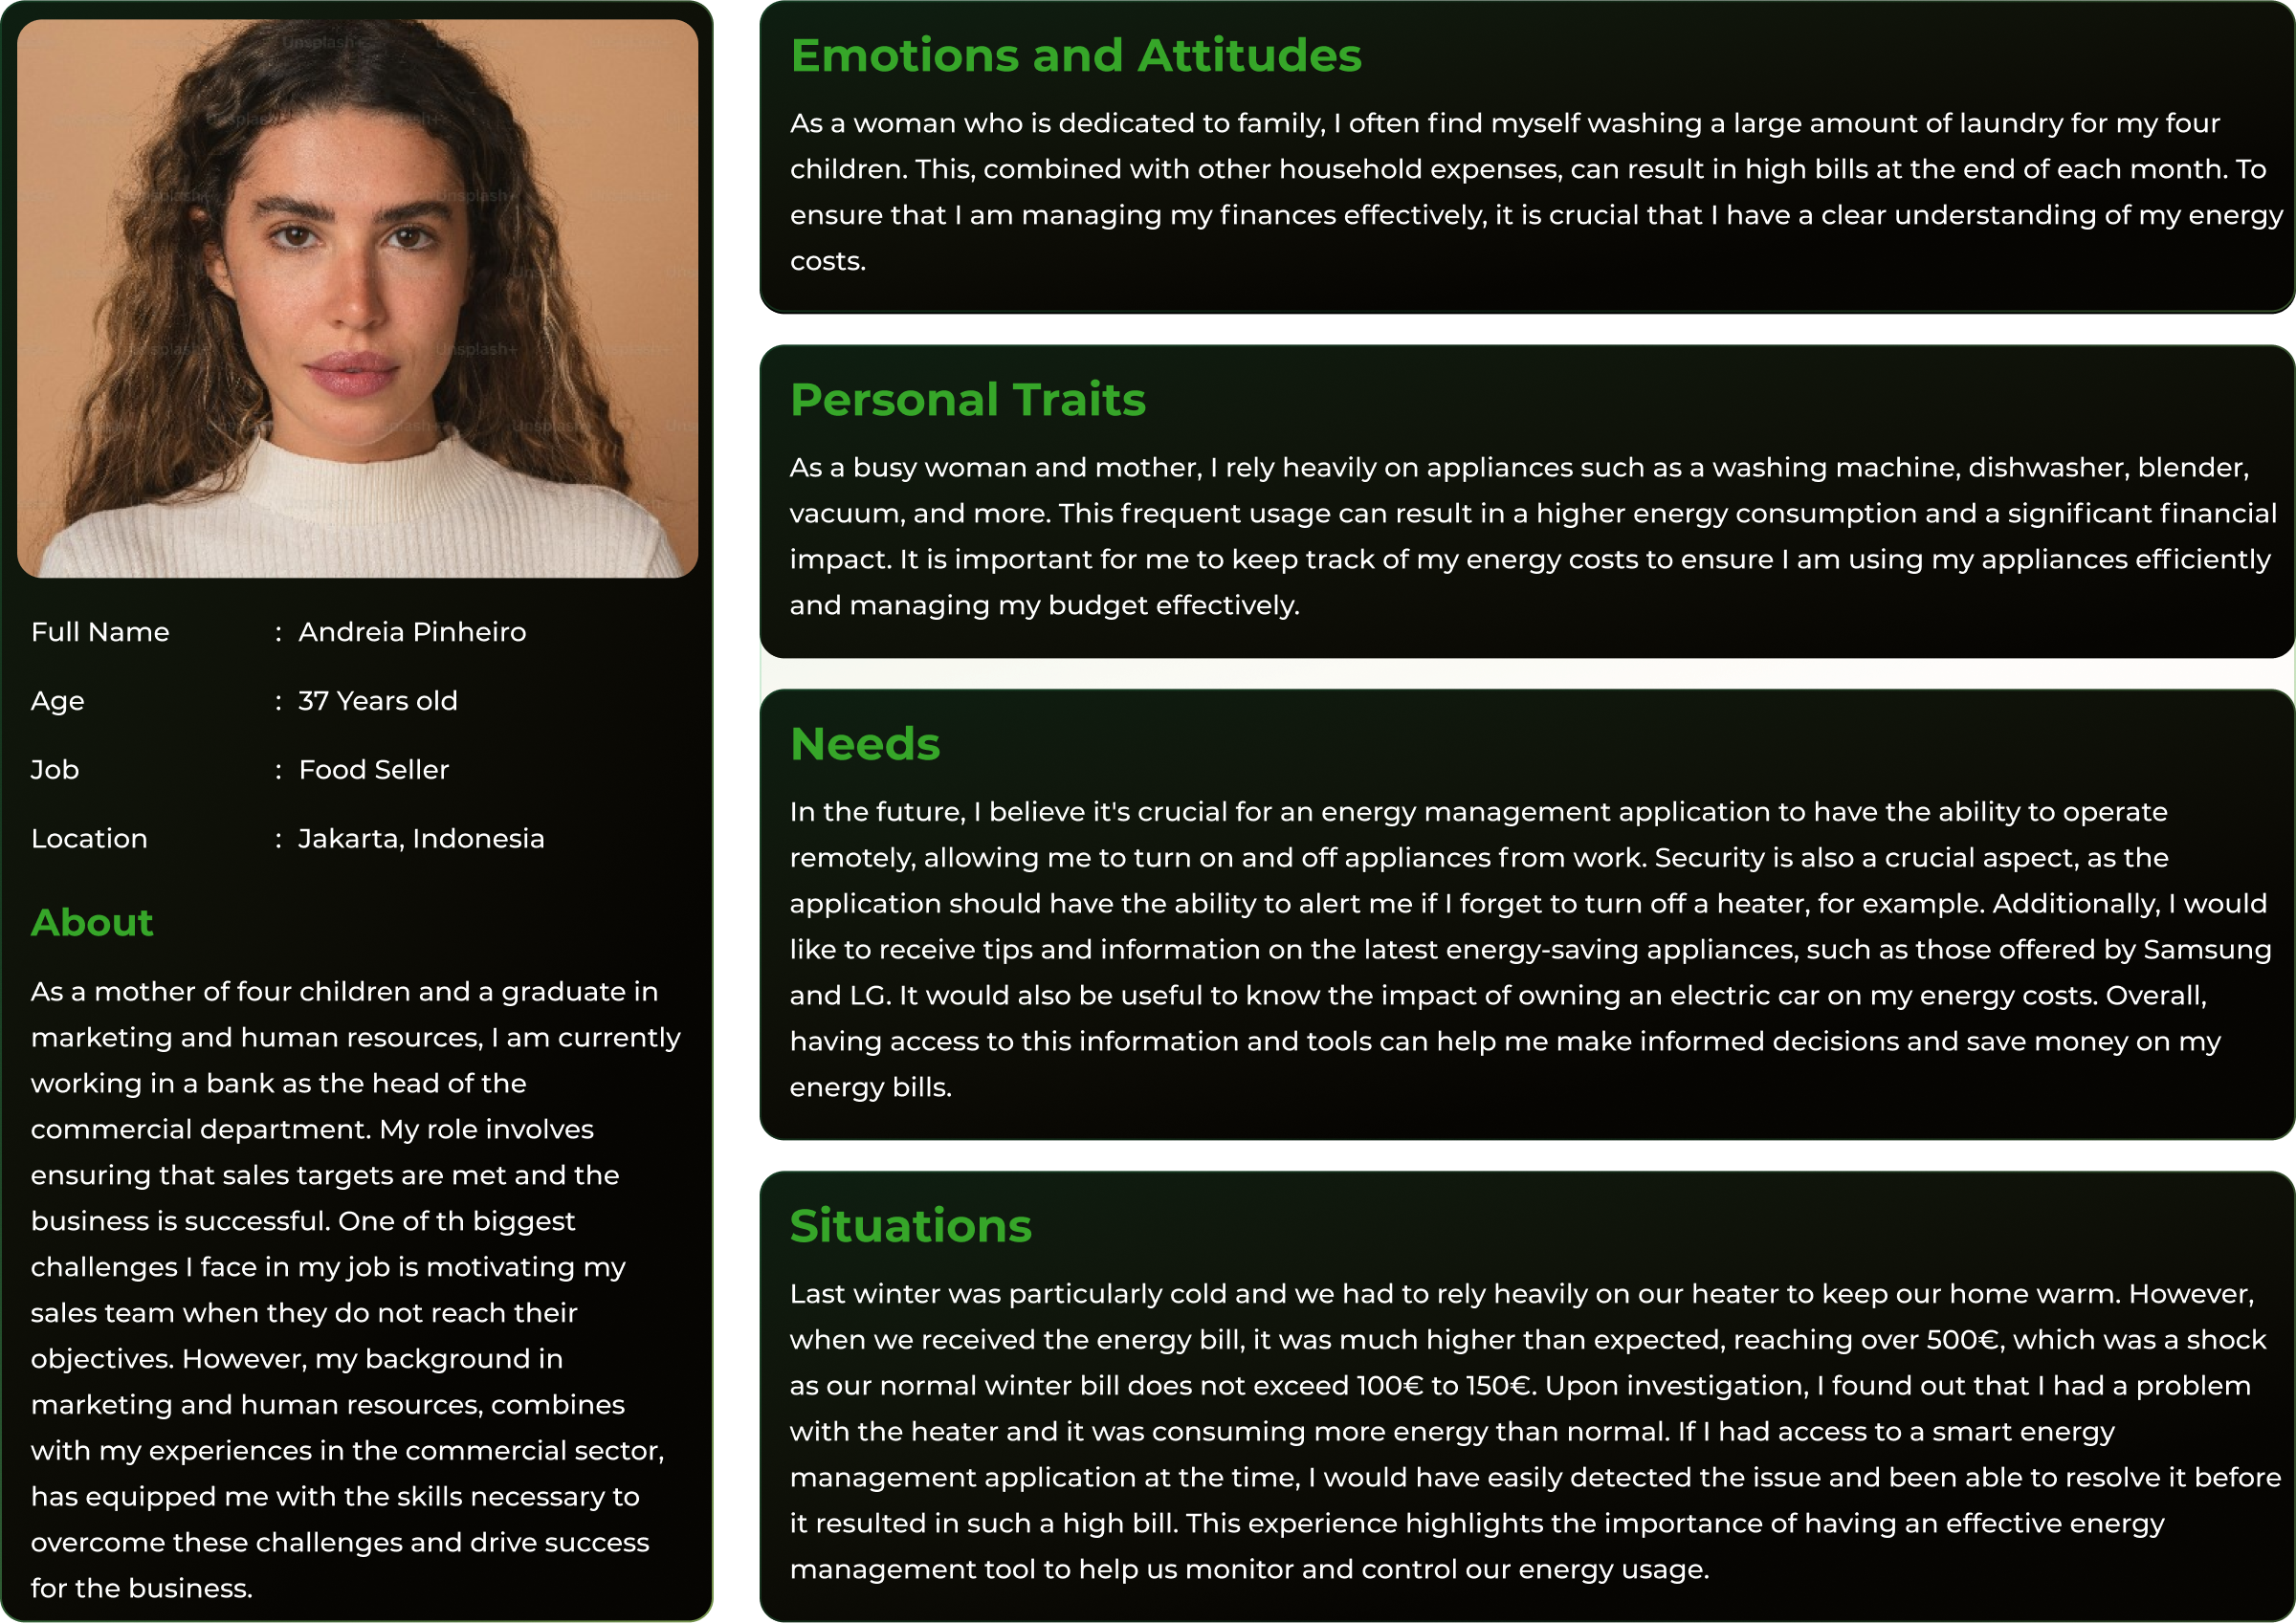 Full Name : Andreia Pinheiro
Age : 37 Years old
Job : Food Seller
Location : Jakarta, Indonesia
About
As a mother of four children and a graduate in
marketing and human resources, I am currently
working in a bank as the head of the
commercial department. My role involves
ensuring that sales targets are met and the
business is successful. One of th biggest
challenges I face in my job is motivating my
sales team when they do not reach their
objectives. However, my background in
marketing and human resources, combines
with my experiences in the commercial sector,
has equipped me with the skills necessary to
overcome these challenges and drive success
for the business.
Emotions and Attitudes
As a woman who is dedicated to family, I often find myself washing a large amount of laundry for my four
children. This, combined with other household expenses, can result in high bills at the end of each month. To
ensure that I am managing my finances effectively, it is crucial that I have a clear understanding of my energy
costs.
Personal Traits
As a busy woman and mother, I rely heavily on appliances such as a washing machine, dishwasher, blender,
vacuum, and more. This frequent usage can result in a higher energy consumption and a significant financial
impact. It is important for me to keep track of my energy costs to ensure I am using my appliances efficiently
and managing my budget effectively.
Needs
In the future, I believe it's crucial for an energy management application to have the ability to operate
remotely, allowing me to turn on and off appliances from work. Security is also a crucial aspect, as the
application should have the ability to alert me if I forget to turn off a heater, for example. Additionally, I would
like to receive tips and information on the latest energy-saving appliances, such as those offered by Samsung
and LG. It would also be useful to know the impact of owning an electric car on my energy costs. Overall,
having access to this information and tools can help me make informed decisions and save money on my
energy bills.
Situations
Last winter was particularly cold and we had to rely heavily on our heater to keep our home warm. However,
when we received the energy bill, it was much higher than expected, reaching over 500€, which was a shock
as our normal winter bill does not exceed 100€ to 150€. Upon investigation, I found out that I had a problem
with the heater and it was consuming more energy than normal. If I had access to a smart energy
management application at the time, I would have easily detected the issue and been able to resolve it before
it resulted in such a high bill. This experience highlights the importance of having an effective energy
management tool to help us monitor and control our energy usage.